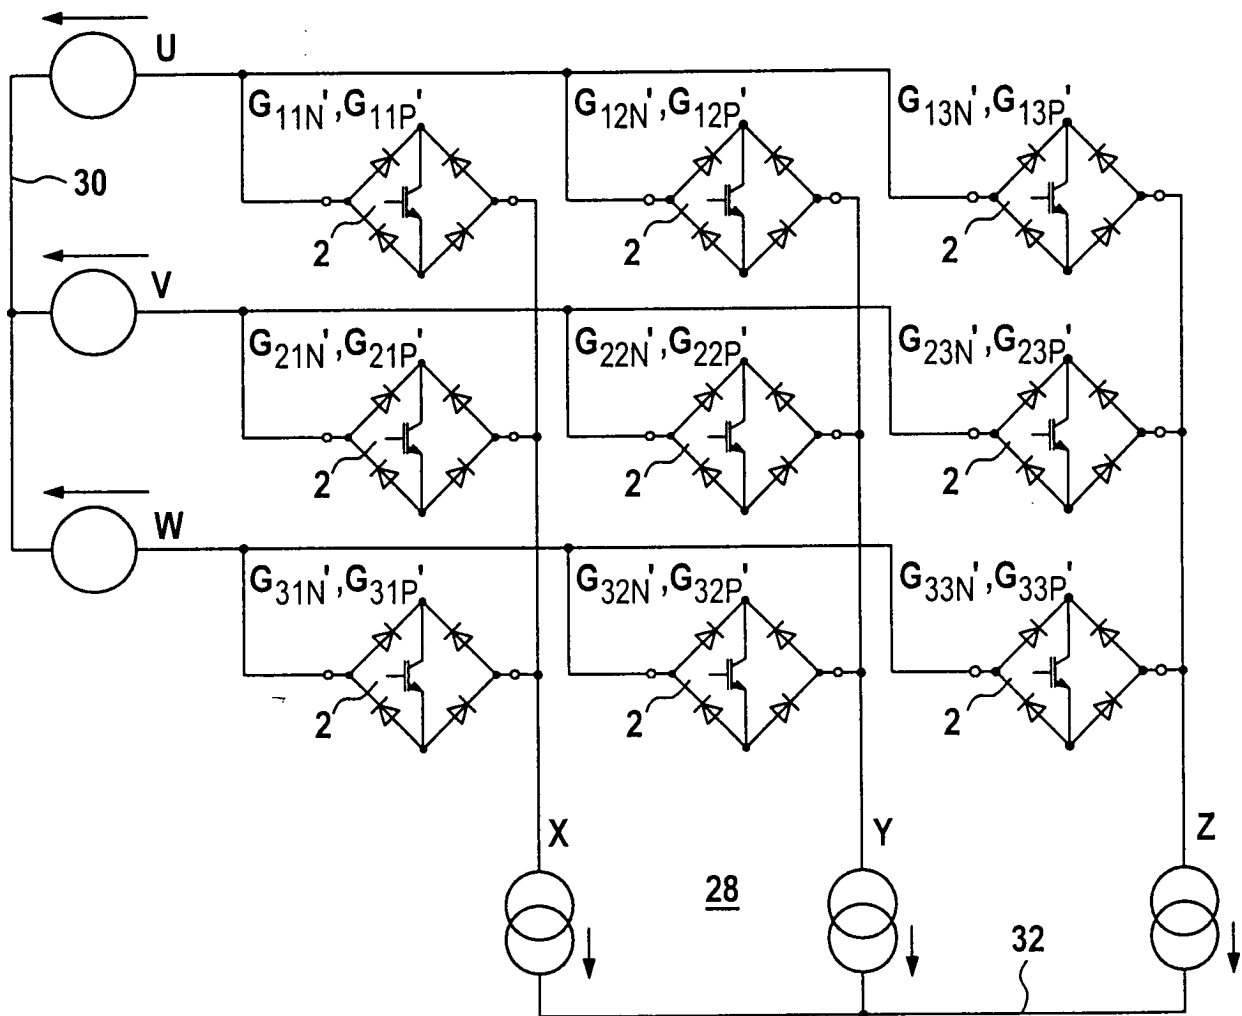 U
G11N',G11P'
G12N',G12P'
G13N',G13P'
30
2
2
2
V
G21N',G21P'
G22N',G22P'
G23N',G23P'
2
2
2
W
G31N',G31P'
G32N',G32P'
G33N',G33P'
2
2
2
X
Y
Z
28
32